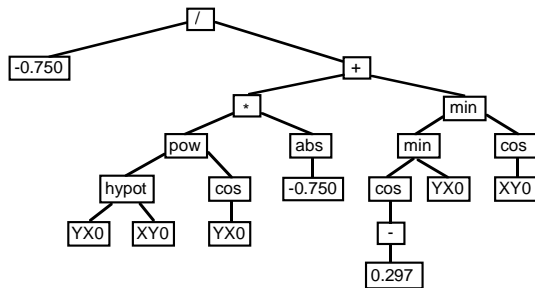 /
-0.750
+
*
min
pow
abs
min
cos
hypot
cos
-0.750
cos
YX0
XY0
YX0
XY0
YX0
-
0.297